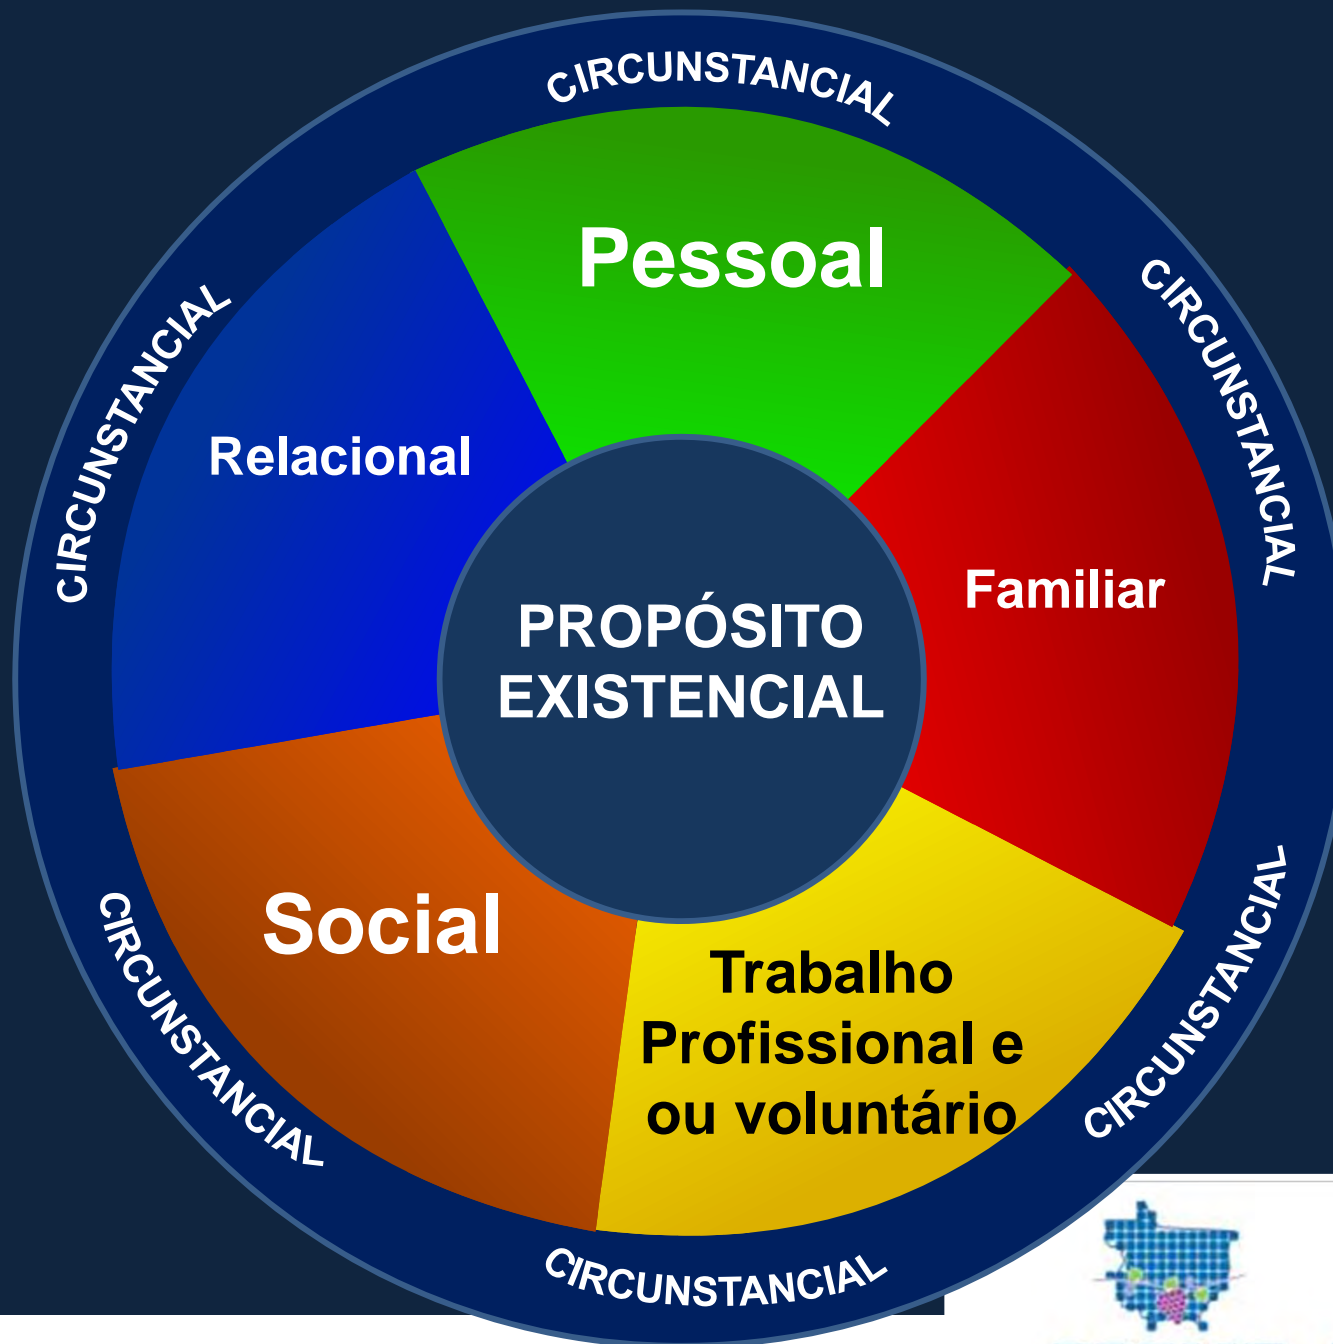 CIRCUNSTANCIAL
Pessoal
CIRCUNSTANCIAL
CIRCUNSTANCIAL
Relacional
Familiar
PROPÓSITO
EXISTENCIAL
Social
Trabalho
Profissional e
ou voluntário
CIRCUNSTANCIAL
CIRCUNSTANCIAL
CIRCUNSTANCIAL